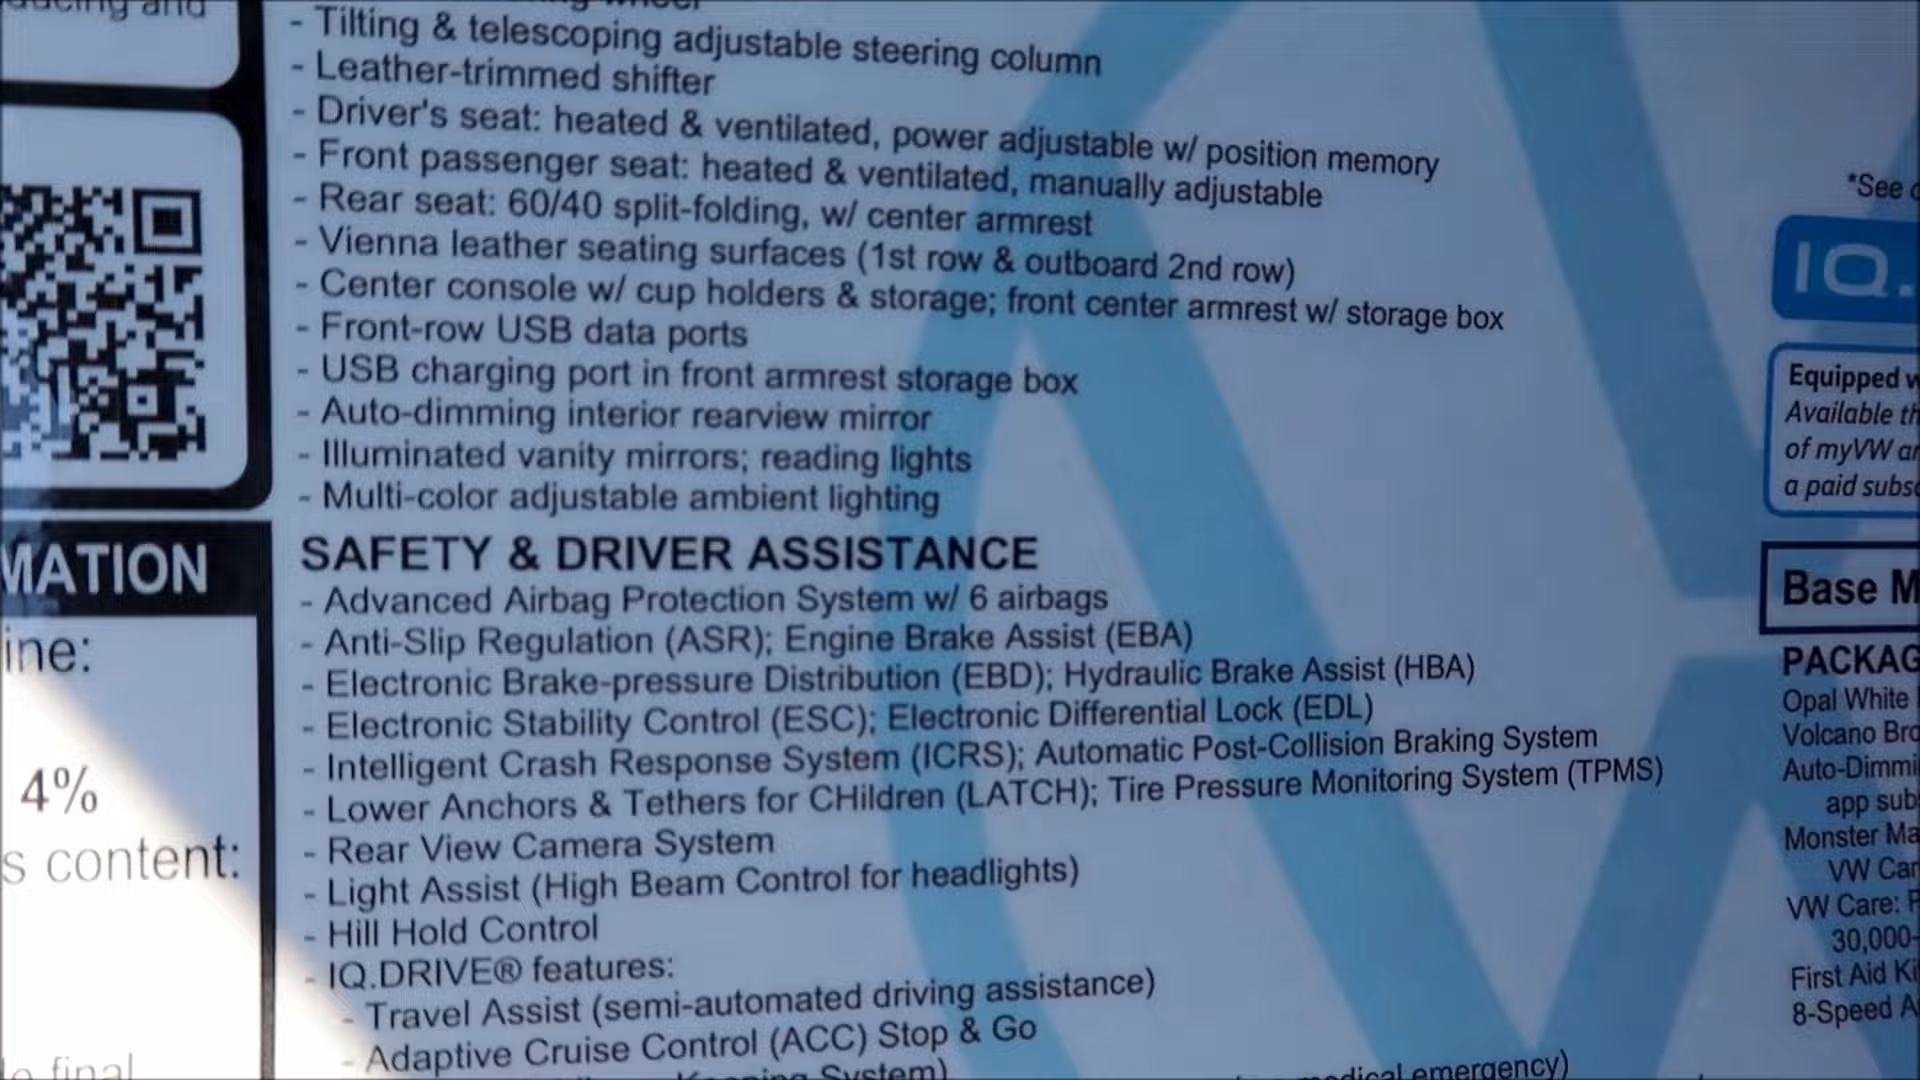 - Tilting & telescoping adjustable steering column
- Leather-trimmed shifter
- Driver's seat: heated & ventilated, power adjustable w/ position memory
- Front passenger seat: heated & ventilated, manually adjustable
- Rear seat: 60/40 split-folding, w/ center armrest
- Vienna leather seating surfaces (1st row & outboard 2nd row)
- Center console w/ cup holders & storage; front center armrest w/ storage box
- Front-row USB data ports
- USB charging port in front armrest storage box
- Auto-dimming interior rearview mirror
- Illuminated vanity mirrors; reading lights
- Multi-color adjustable ambient lighting
SAFETY & DRIVER ASSISTANCE
- Advanced Airbag Protection System w/ 6 airbags
- Anti-Slip Regulation (ASR); Engine Brake Assist (EBA)
- Electronic Brake-pressure Distribution (EBD); Hydraulic Brake Assist (HBA)
- Electronic Stability Control (ESC); Electronic Differential Lock (EDL)
- Intelligent Crash Response System (ICRS); Automatic Post-Collision Braking System
- Lower Anchors & Tethers for CHildren (LATCH); Tire Pressure Monitoring System (TPMS)
- Rear View Camera System
- Light Assist (High Beam Control for headlights)
- Hill Hold Control
- IQ.DRIVE® features:
- Travel Assist (semi-automated driving assistance)
- Adaptive Cruise Control (ACC) Stop & Go
System)
emergency)
and
MATION
ine:
4%
s content:
final
*See
IQ.
Equipped
Available
of myVW
a paid
Base
PACKAG
Opal White
Volcano
Auto-Dimmi
app
Monster
VW
VW Care:
30,000-
First Aid
8-Speed